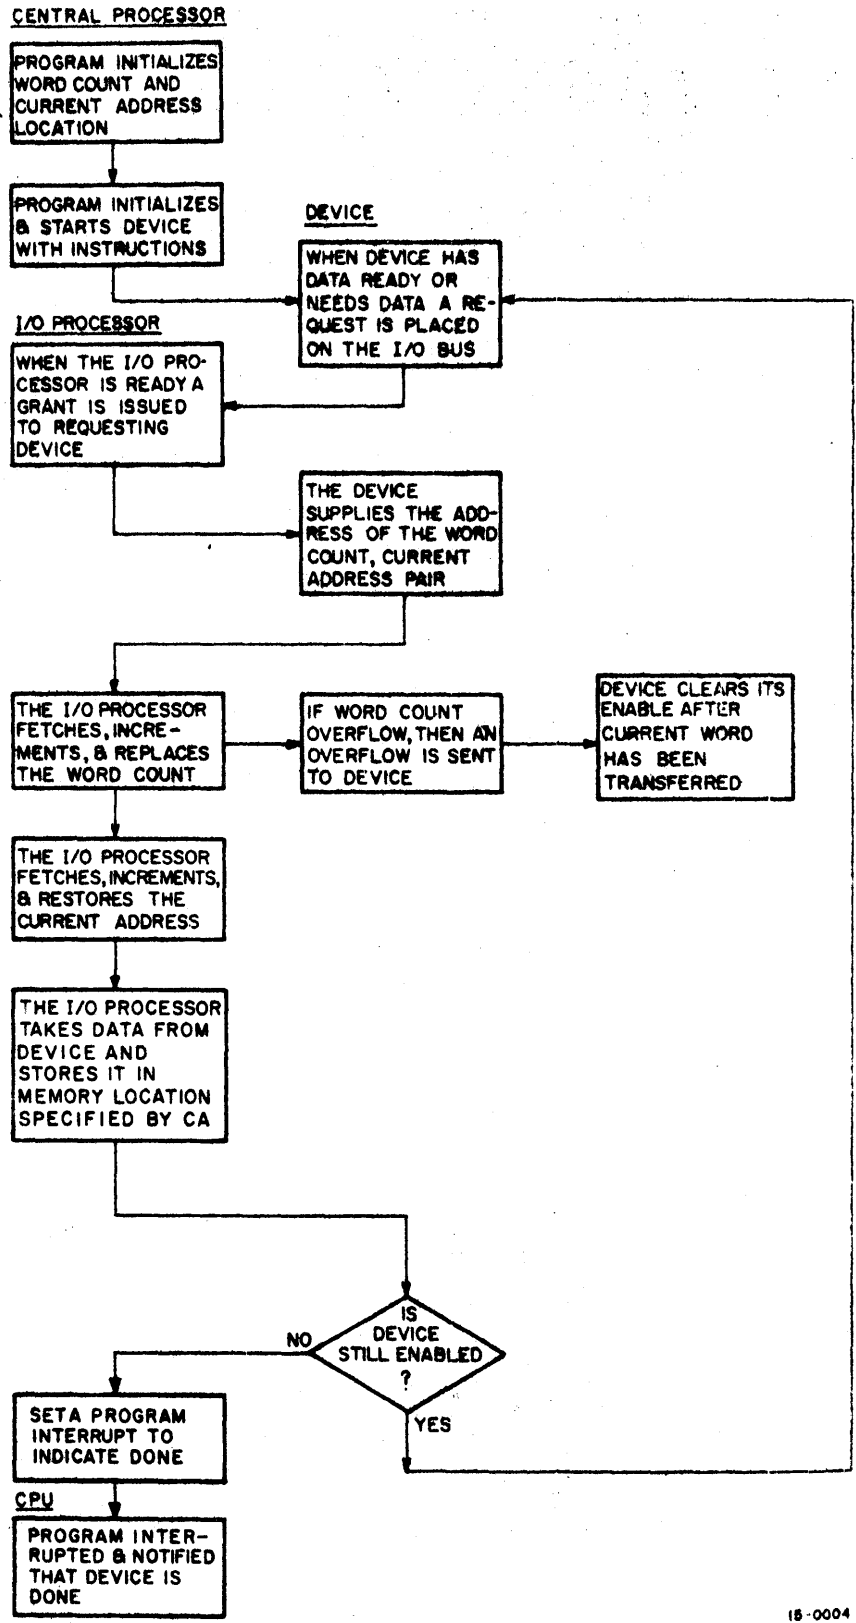 CENTRAL PROCESSOR
PROGRAM INITIALIZES
WORD COUNT AND
CURRENT ADDRESS
LOCATION
PROGRAM INITIALIZES
& STARTS DEVICE
WITH INSTRUCTIONS
DEVICE
WHEN DEVICE HAS
DATA READY OR
NEEDS DATA A RE-
QUEST IS PLACED
ON THE I/O BUS
I/O PROCESSOR
WHEN THE I/O PRO-
CESSOR IS READY A
GRANT IS ISSUED
TO REQUESTING
DEVICE
THE DEVICE
SUPPLIES THE ADD-
RESS OF THE WORD
COUNT, CURRENT
ADDRESS PAIR
THE I/O PROCESSOR
FETCHES, INCRE-
MENTS, & REPLACES
THE WORD COUNT
IF WORD COUNT
OVERFLOW, THEN AN
OVERFLOW IS SENT
TO DEVICE
DEVICE CLEARS ITS
ENABLE AFTER
CURRENT WORD
HAS BEEN
TRANSFERRED
THE I/O PROCESSOR
FETCHES, INCREMENTS,
& RESTORES THE
CURRENT ADDRESS
THE I/O PROCESSOR
TAKES DATA FROM
DEVICE AND
STORES IT IN
MEMORY LOCATION
SPECIFIED BY CA
IS
DEVICE
STILL ENABLED
?
NO
YES
SET A PROGRAM
INTERRUPT TO
INDICATE DONE
CPU
PROGRAM INTER-
RUPTED & NOTIFIED
THAT DEVICE IS
DONE
15-0004